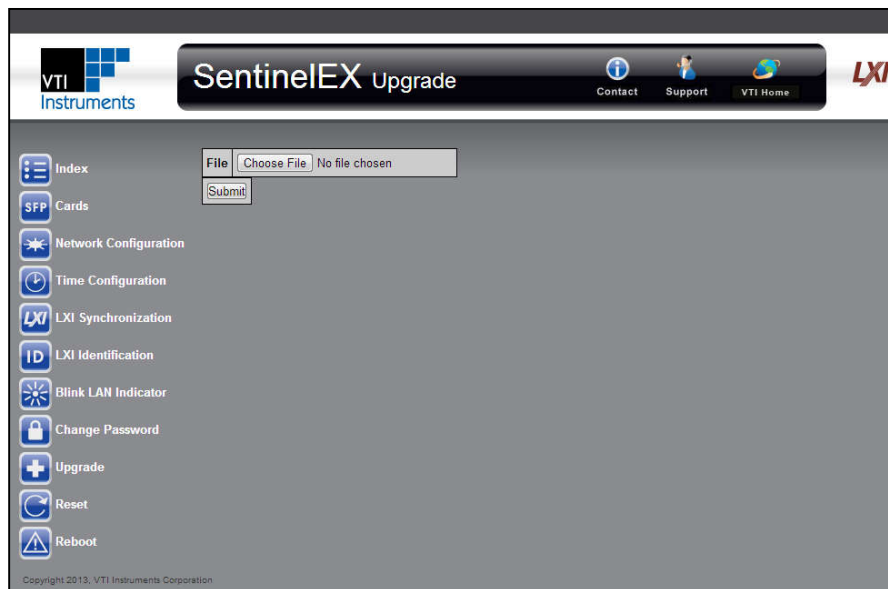 VTI
Instruments
SentinelEX Upgrade
Contact
Support
VTI Home
LXI
File
Choose File
No file chosen
Submit
Index
SFP
Cards
Network Configuration
Time Configuration
LXI
LXI Synchronization
ID
LXI Identification
Blink LAN Indicator
Change Password
Upgrade
Reset
Reboot
Copyright 2013, VTI Instruments Corporation